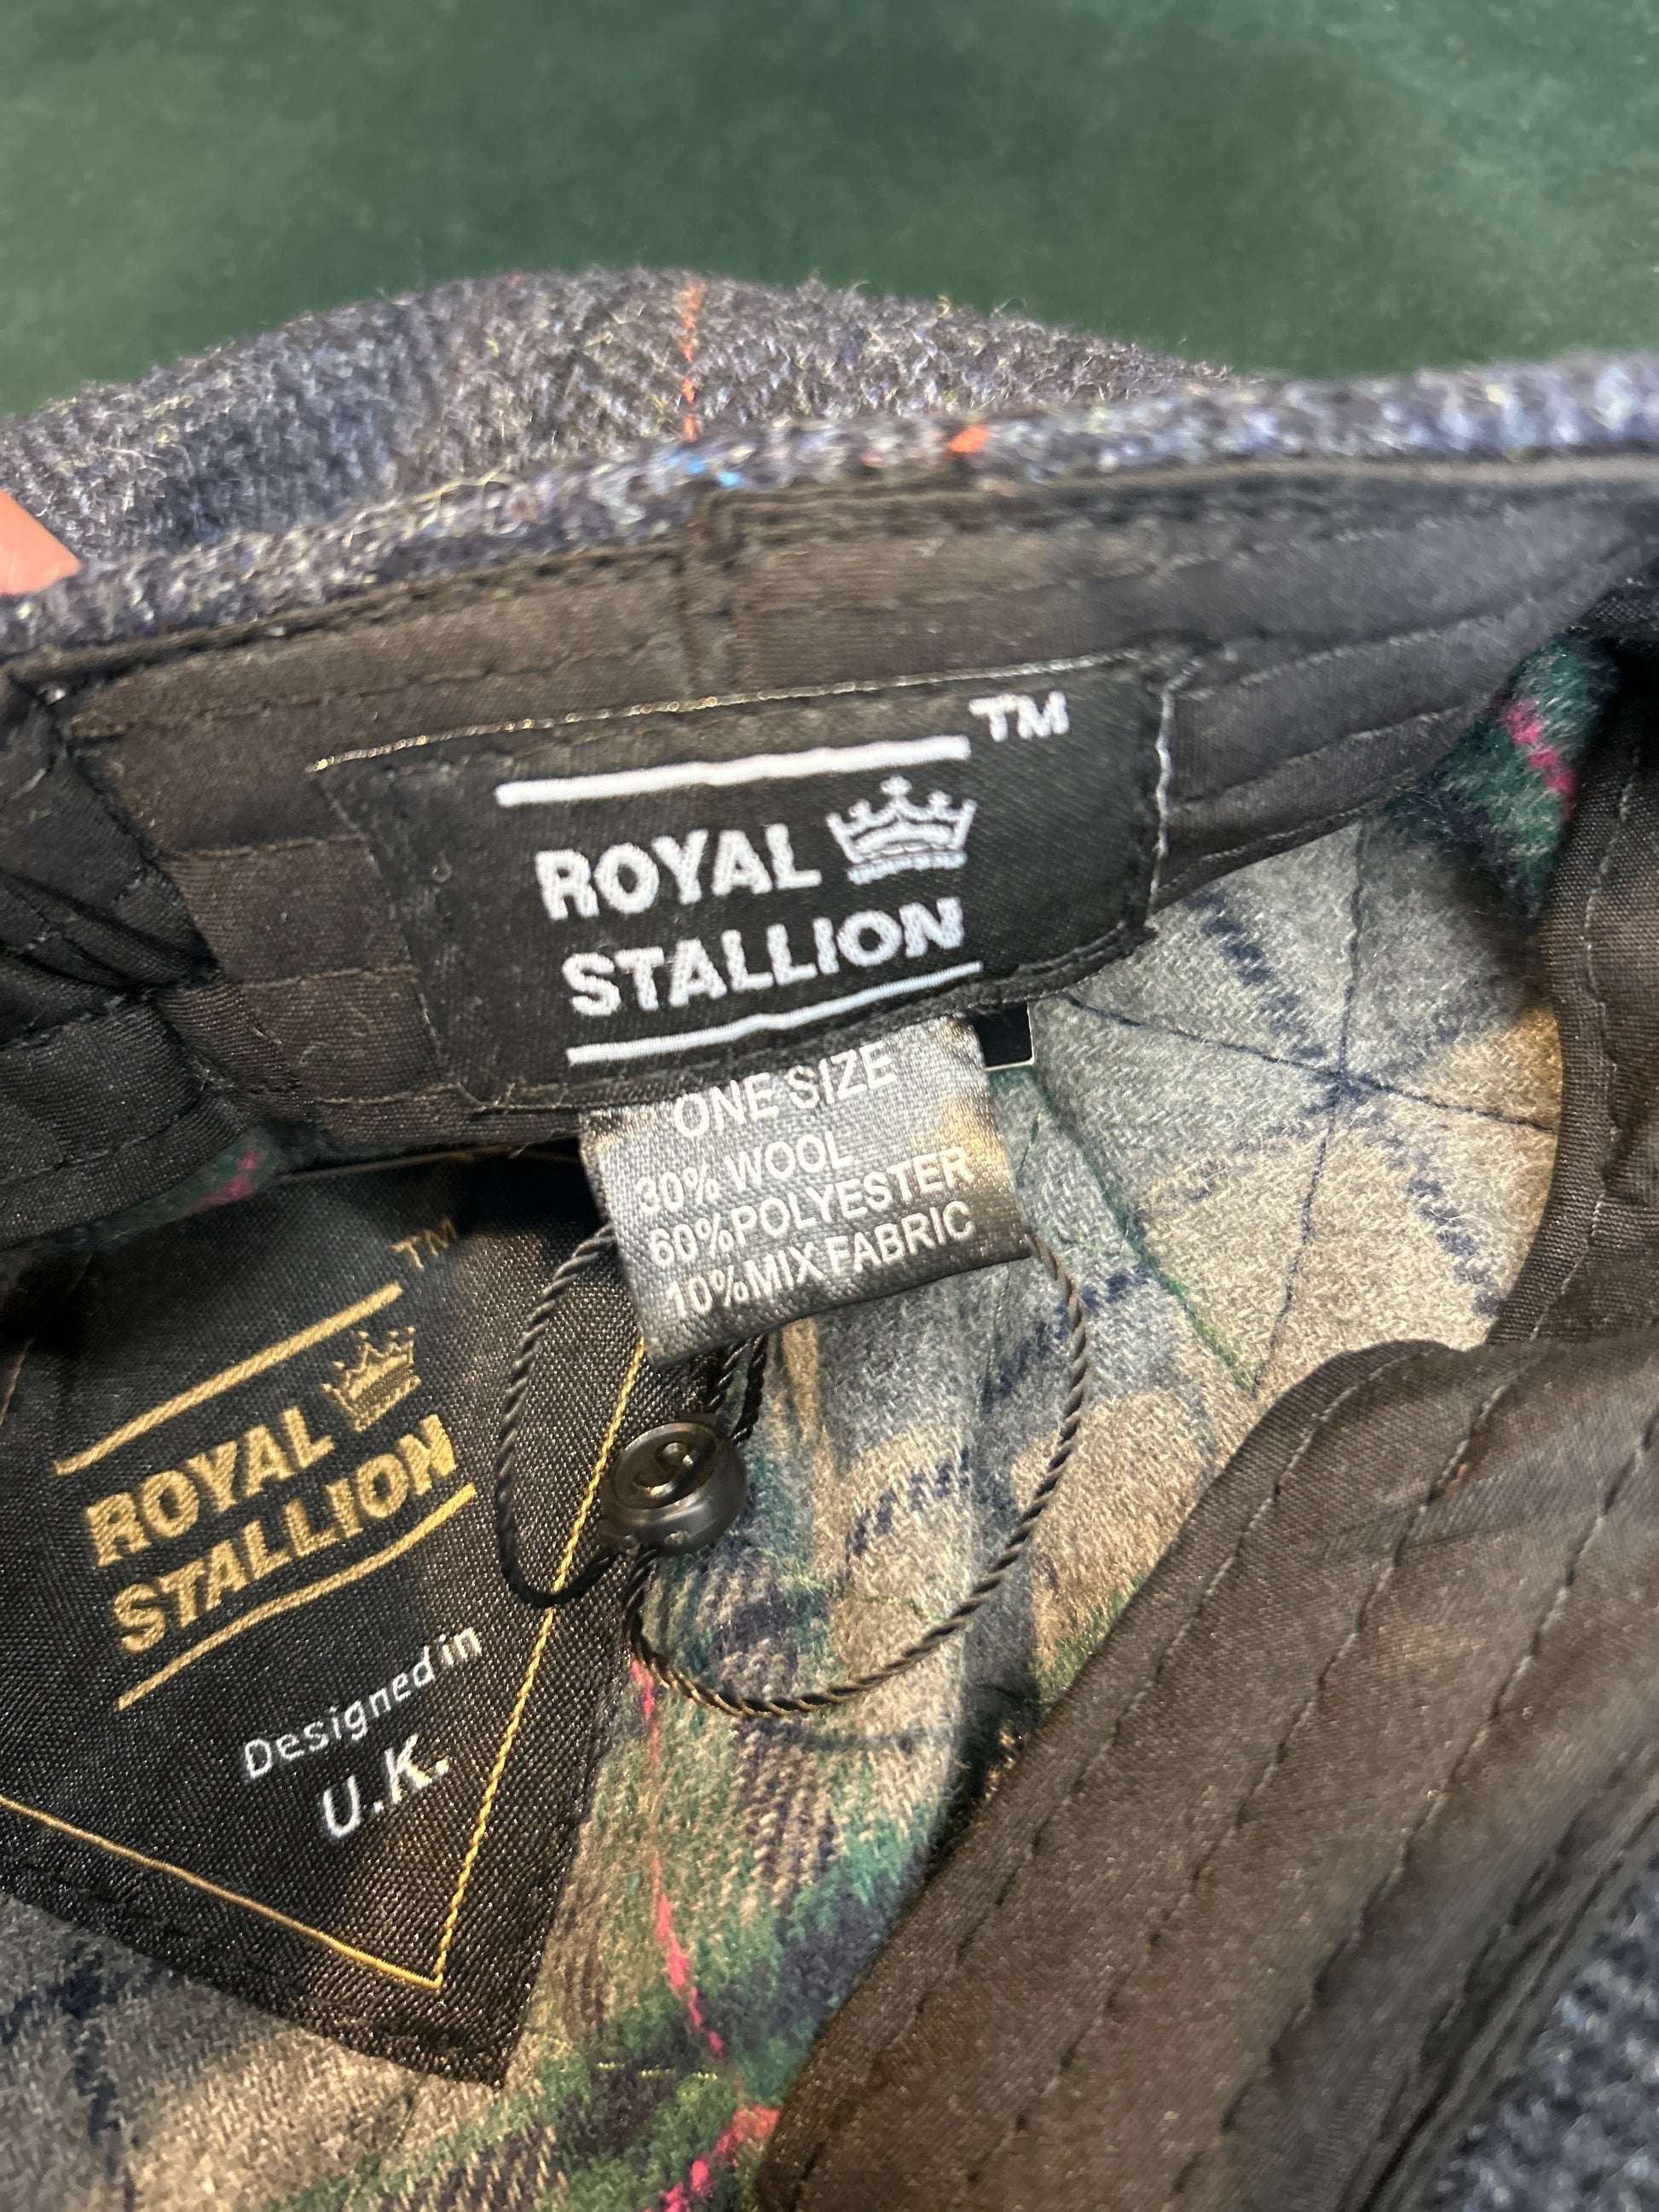 TM
ROYAL
STALLION
ONE SIZE
30% WOOL
60%POLYESTER
10%MIX FABRIC
TM
ROYAL
STALLION
Designed in
U.K.
S